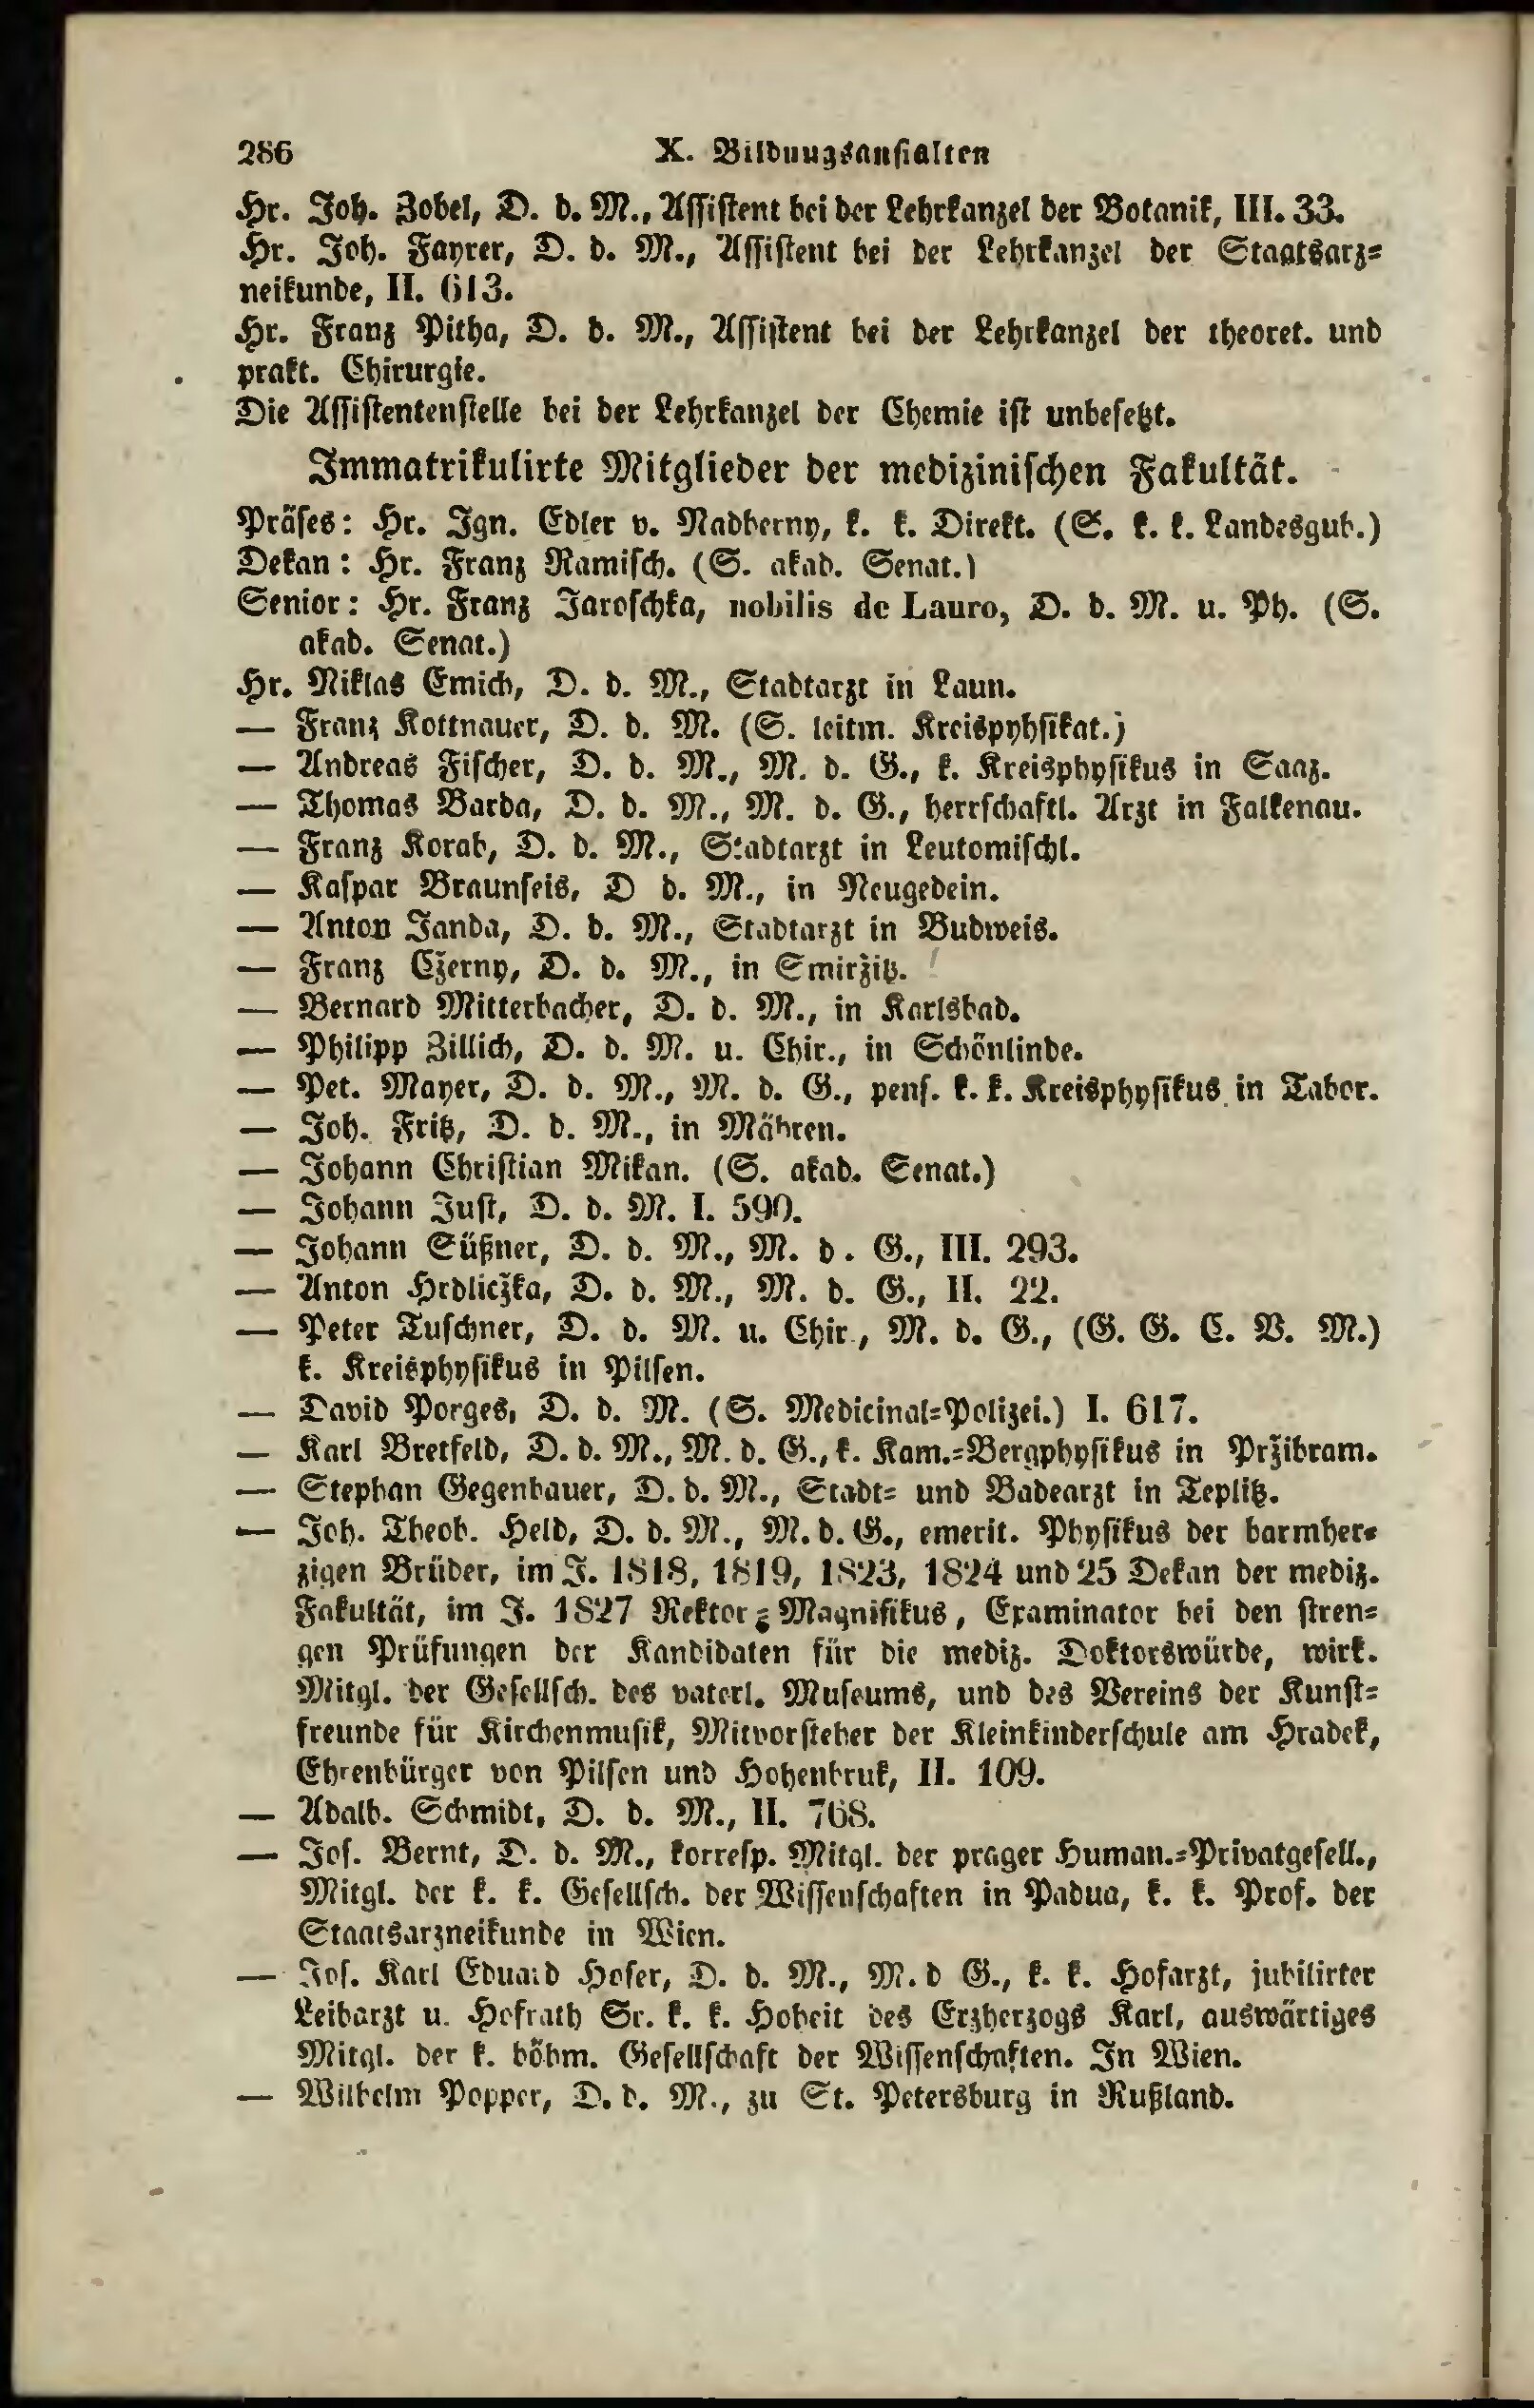 286 X. Bildungsanstalten
Hr. Joh. Zobel, D. d. M., Assistent bei der Lehrkanzel der Botanik, III. 33.
Hr. Joh. Fayrer, D. d. M., Assistent bei der Lehrkanzel der Staatsarz=
neikunde, II. 613.
Hr. Franz Pitha, D. d. M., Assistent bei der Lehrkanzel der theoret. und
prakt. Chirurgie.
Die Assistentenstelle bei der Lehrkanzel der Chemie ist unbesetzt.
Immatrikulirte Mitglieder der medizinischen Fakultät.
Präses: Hr. Ign. Edler v. Nadherny, k. k. Direkt. (S. k. k. Landesgub.)
Dekan: Hr. Franz Ramisch. (S. akad. Senat.)
Senior: Hr. Franz Jaroschka, nobilis de Lauro, D. d. M. u. Ph. (S.
akad. Senat.)
Hr. Niklas Emich, D. d. M., Stadtarzt in Laun.
— Franz Kottnauer, D. d. M. (S. leitm. Kreispyhsikat.)
— Andreas Fischer, D. d. M., M. d. G., k. Kreisphysikus in Saaz.
— Thomas Barda, D. d. M., M. d. G., herrschaftl. Arzt in Falkenau.
— Franz Korab, D. d. M., Stadtarzt in Leutomischl.
— Kaspar Braunfeis, D d. M., in Neugedein.
— Anton Janda, D. d. M., Stadtarzt in Budweis.
— Franz Cžerny, D. d. M., in Smiržitz.
— Bernard Mitterbacher, D. d. M., in Karlsbad.
— Philipp Zillich, D. d. M. u. Chir., in Schönlinde.
— Pet. Mayer, D. d. M., M. d. G., pens. k. k. Kreisphysikus in Tabor.
— Joh. Fritz, D. d. M., in Mähren.
— Johann Christian Mikan. (S. akad. Senat.)
— Johann Just, D. d. M. I. 590.
— Johann Süßner, D. d. M., M. d. G., III. 293.
— Anton Hrdličžka, D. d. M., M. d. G., II. 22.
— Peter Tuschner, D. d. M. u. Chir., M. d. G., (G. G. C. V. M.)
k. Kreisphysikus in Pilsen.
— David Porges, D. d. M. (S. Medicinal=Polizei.) I. 617.
— Karl Bretfeld, D. d. M., M. d. G., k. Kam.=Bergphysikus in Pržibram.
— Stephan Gegenbauer, D. d. M., Stadt= und Badearzt in Teplitz.
— Joh. Theob. Held, D. d. M., M. d. G., emerit. Physikus der barmher=
zigen Brüder, im J. 1818, 1819, 1823, 1824 und 25 Dekan der mediz.
Fakultät, im J. 1827 Rektor=Magnifikus, Examinator bei den stren=
gen Prüfungen der Kandidaten für die mediz. Doktorswürde, wirk.
Mitgl. der Gesellsch. des vaterl. Museums, und des Vereins der Kunst=
freunde für Kirchenmusik, Mitvorsteher der Kleinkinderschule am Hradek,
Ehrenbürger von Pilsen und Hohenbruk, II. 109.
— Adalb. Schmidt, D. d. M., II. 768.
— Jos. Bernt, D. d. M., korresp. Mitgl. der prager Human.=Privatgesell.,
Mitgl. der k. k. Gesellsch. der Wissenschaften in Padua, k. k. Prof. der
Staatsarzneikunde in Wien.
— Jos. Karl Eduard Hofer, D. d. M., M. d G., k. k. Hofarzt, jubilirter
Leibarzt u. Hofrath Sr. k. k. Hoheit des Erzherzogs Karl, auswärtiges
Mitgl. der k. böhm. Gesellschaft der Wissenschaften. In Wien.
— Wilhelm Popper, D. d. M., zu St. Petersburg in Rußland.